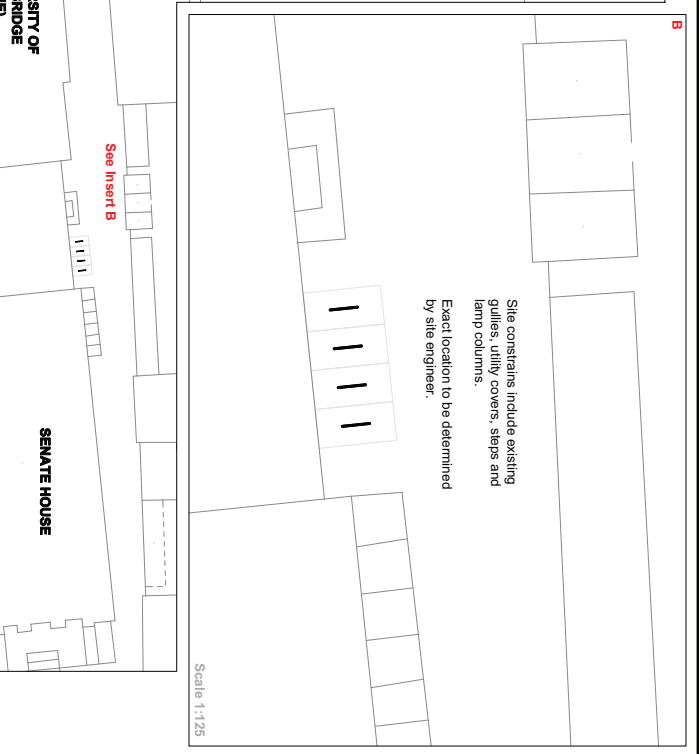 B
Site constrains include existing
gullies, utility covers, steps and
lamp columns.
Exact location to be determined
by site engineer.
Scale 1:125
See Insert B
SENATE HOUSE
SITY OF
RIDGE